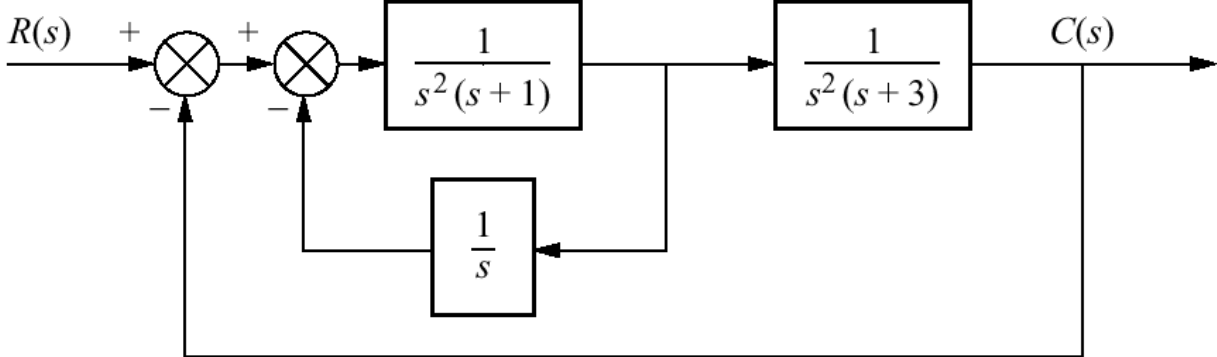 R(s) + + − −
1
s² (s + 1)
1
s² (s + 3)
C(s)
1
s